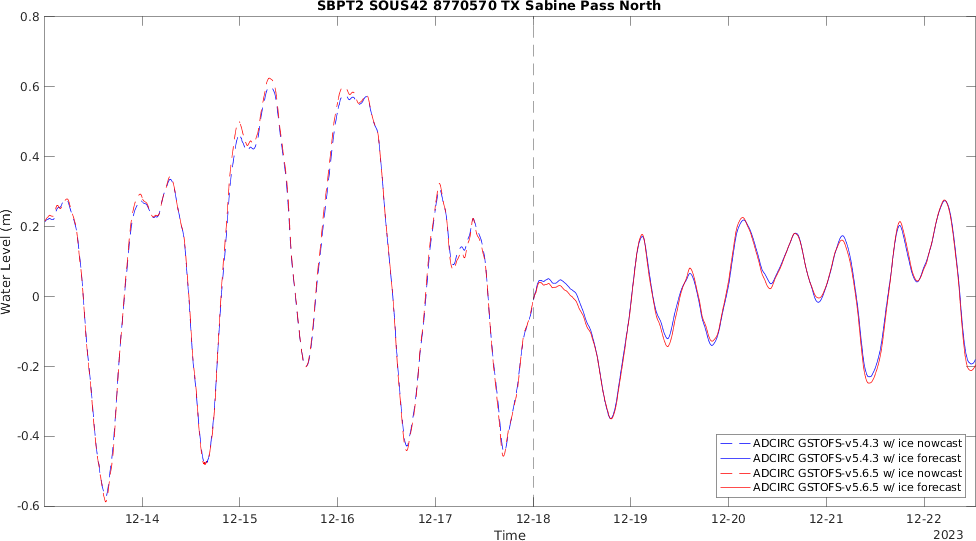 SBPT2 SOUS42 8770570 TX Sabine Pass North
0.8
0.6
0.4
0.2
0
-0.2
-0.4
-0.6
Water Level (m)
12-14 12-15 12-16 12-17 12-18 12-19 12-20 12-21 12-22
Time
2023
ADCIRC GSTOFS-v5.4.3 w/ ice nowcast
ADCIRC GSTOFS-v5.4.3 w/ ice forecast
ADCIRC GSTOFS-v5.6.5 w/ ice nowcast
ADCIRC GSTOFS-v5.6.5 w/ ice forecast